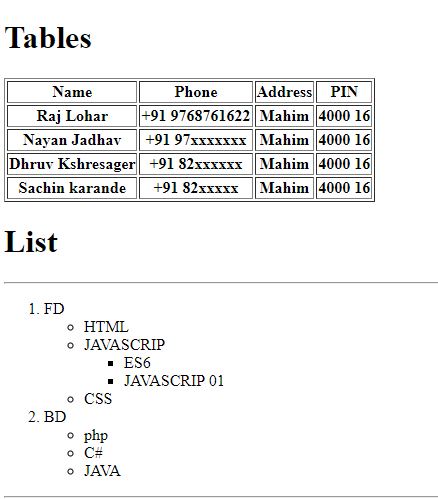 Tables
Name Phone Address PIN
Raj Lohar +91 9768761622 Mahim 4000 16
Nayan Jadhav +91 97xxxxxxx Mahim 4000 16
Dhruv Kshresager +91 82xxxxxx Mahim 4000 16
Sachin karande +91 82xxxxx Mahim 4000 16
List
1. FD
HTML
JAVASCRIP
ES6
JAVASCRIP 01
CSS
2. BD
php
C#
JAVA